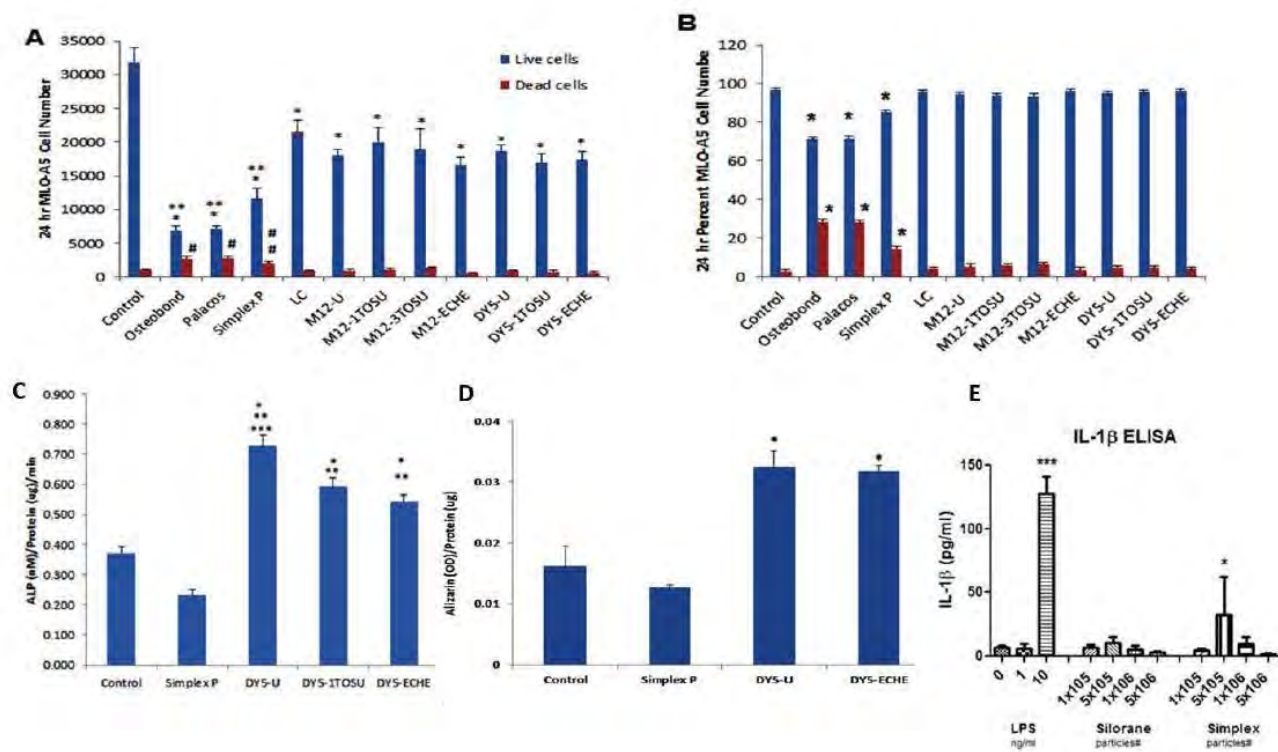 A
24 hr MLO-A5 Cell Number
35000
30000
25000
20000
15000
10000
5000
0
Live cells
Dead cells
*
**
*
#
**
*
#
**
*
#
#
*
*
*
*
*
*
*
*
Control
Osteobond
Palacos
Simplex P
LC
M12-U
M12-1TOSU
M12-3TOSU
M12-ECHE
DY5-U
DY5-1TOSU
DY5-ECHE
B
24 hr Percent MLO-A5 Cell Numbe
120
100
80
60
40
20
0
*
*
*
*
*
*
Control
Osteobond
Palacos
Simplex P
LC
M12-U
M12-1TOSU
M12-3TOSU
M12-ECHE
DY5-U
DY5-1TOSU
DY5-ECHE
C
ALP (nM)/Protein (ug)/min
0.900
0.800
0.700
0.600
0.500
0.400
0.300
0.200
0.100
0.000
*
**
***
*
**
*
**
Control
Simplex P
DY5-U
DY5-1TOSU
DY5-ECHE
D
Alizarin (OD)/Protein (ug)
0.04
0.03
0.02
0.01
0
*
*
Control
Simplex P
DY5-U
DY5-ECHE
E
IL-1β ELISA
IL-1β (pg/ml)
150
100
50
0
***
*
0
1
10
1x105
5x105
1x106
5x106
1x105
5x105
1x106
5x106
LPS
ng/ml
Silorane
particles#
Simplex
particles#